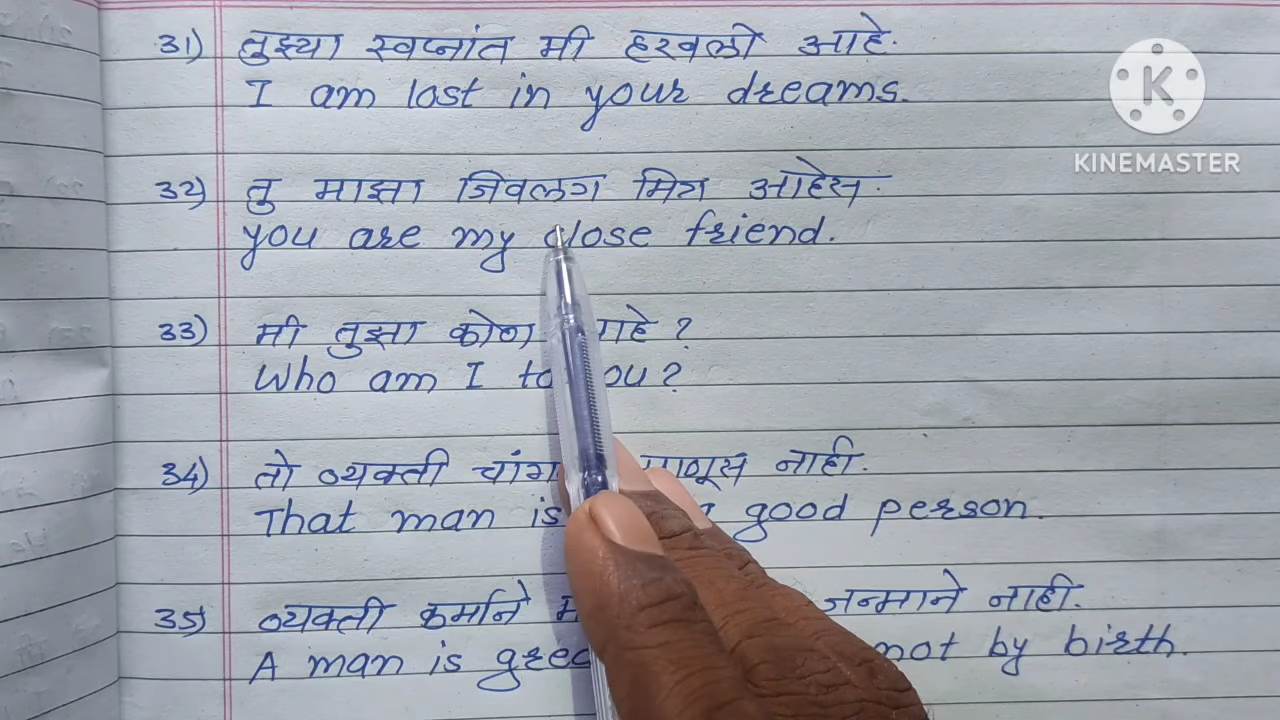 31) तुझ्या स्वप्नांत मी हरवलो आहे.
I am lost in your dreams.
KINEMASTER
32) तु माझा जिवलग मित्र आहेस.
you are my close friend.
33) मी तुझा कोण ?
Who am I to ?
34) तो व्यक्ती नाही.
That man is good person.
35) व्यक्ती कर्माने जन्माने नाही.
A man is not by birth.